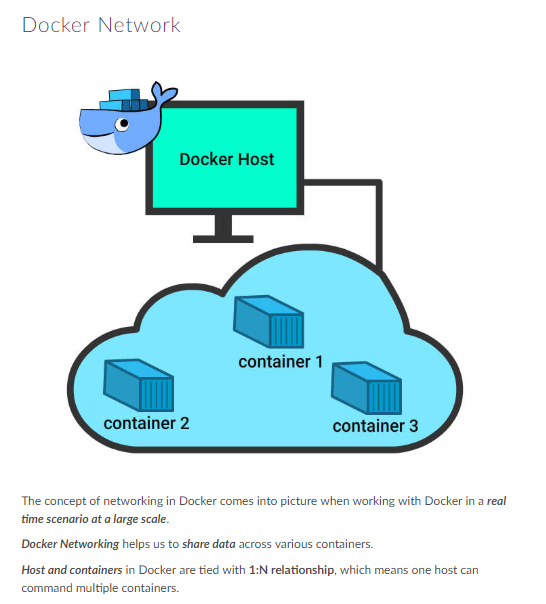 Docker Network
Docker Host
container 1
container 2
container 3
The concept of networking in Docker comes into picture when working with Docker in a real
time scenario at a large scale.
Docker Networking helps us to share data across various containers.
Host and containers in Docker are tied with 1:N relationship, which means one host can
command multiple containers.